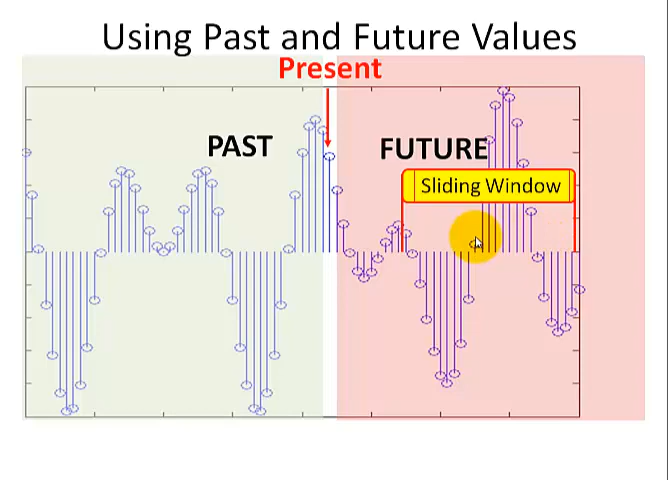 Using Past and Future Values
Present
PAST
FUTURE
Sliding Window